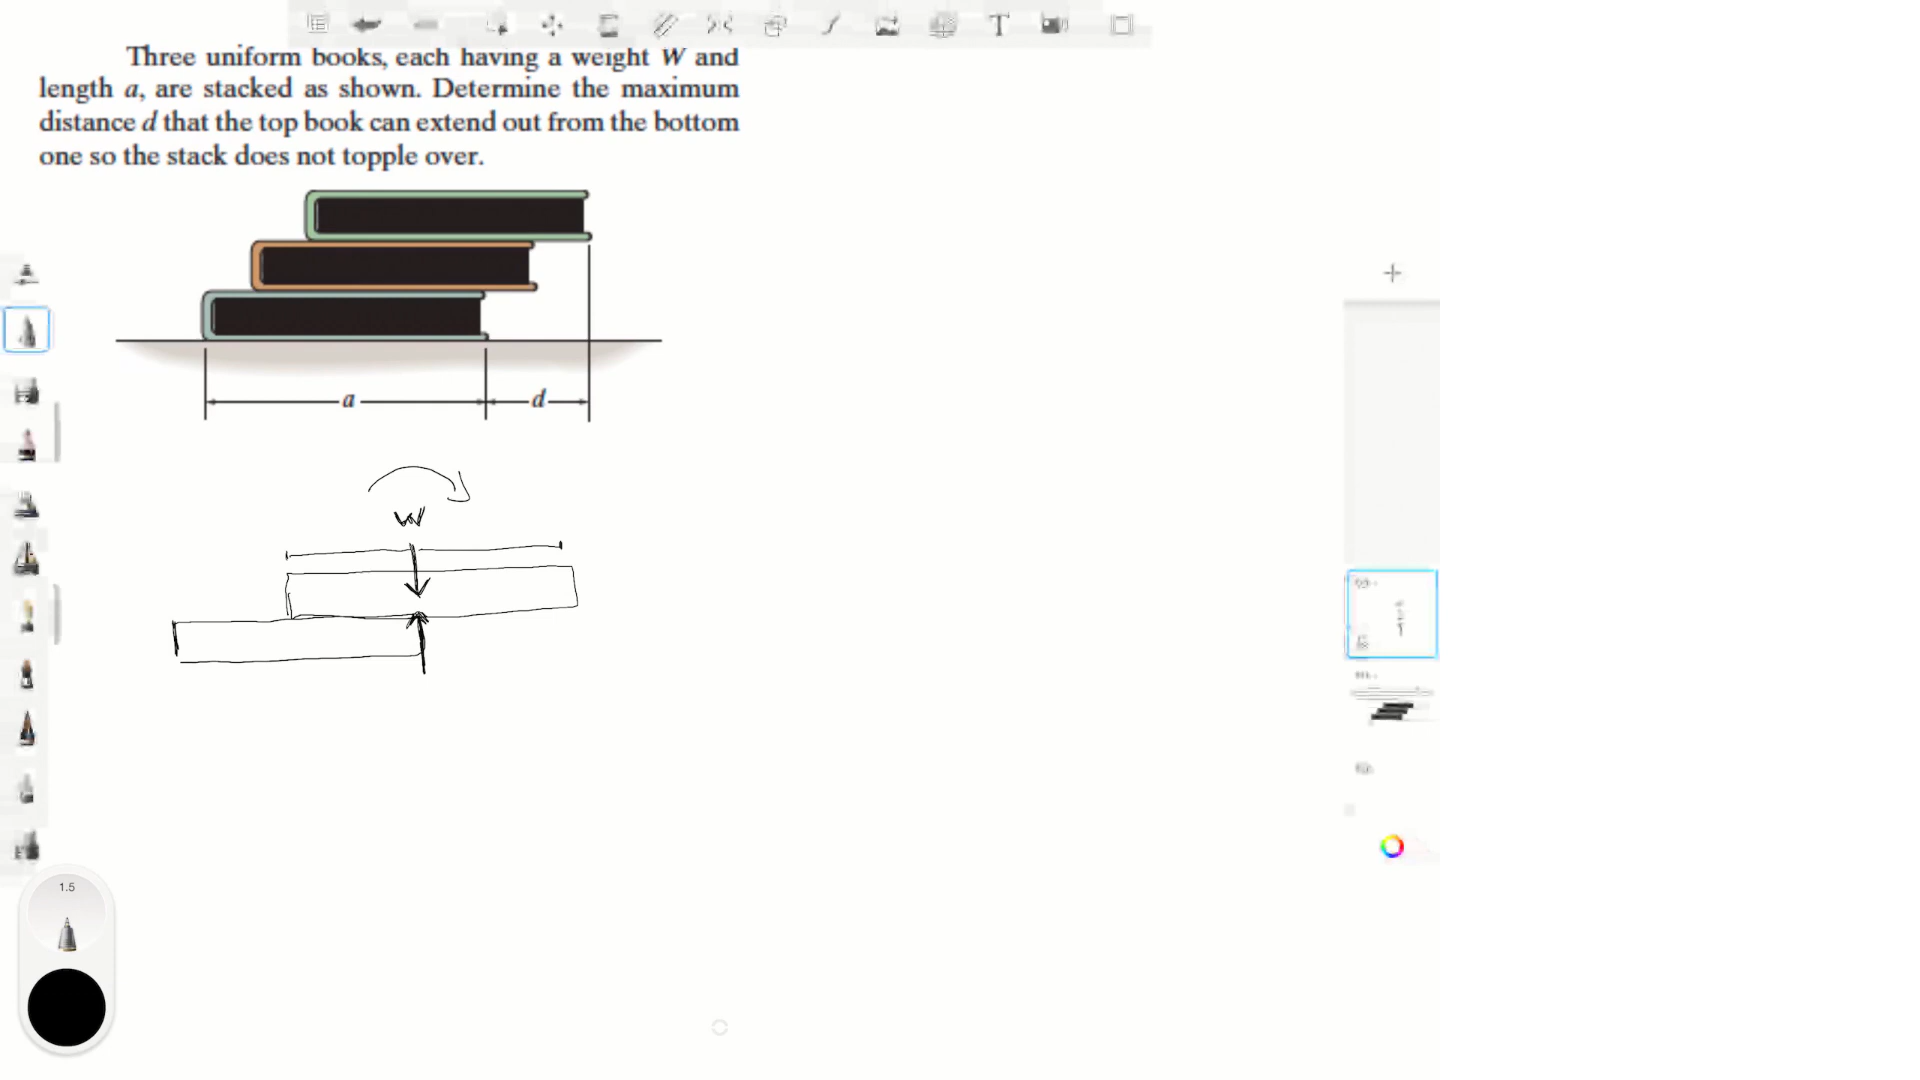 Three uniform books, each having a weight W and
length a, are stacked as shown. Determine the maximum
distance d that the top book can extend out from the bottom
one so the stack does not topple over.
a
d
W
1.5
T